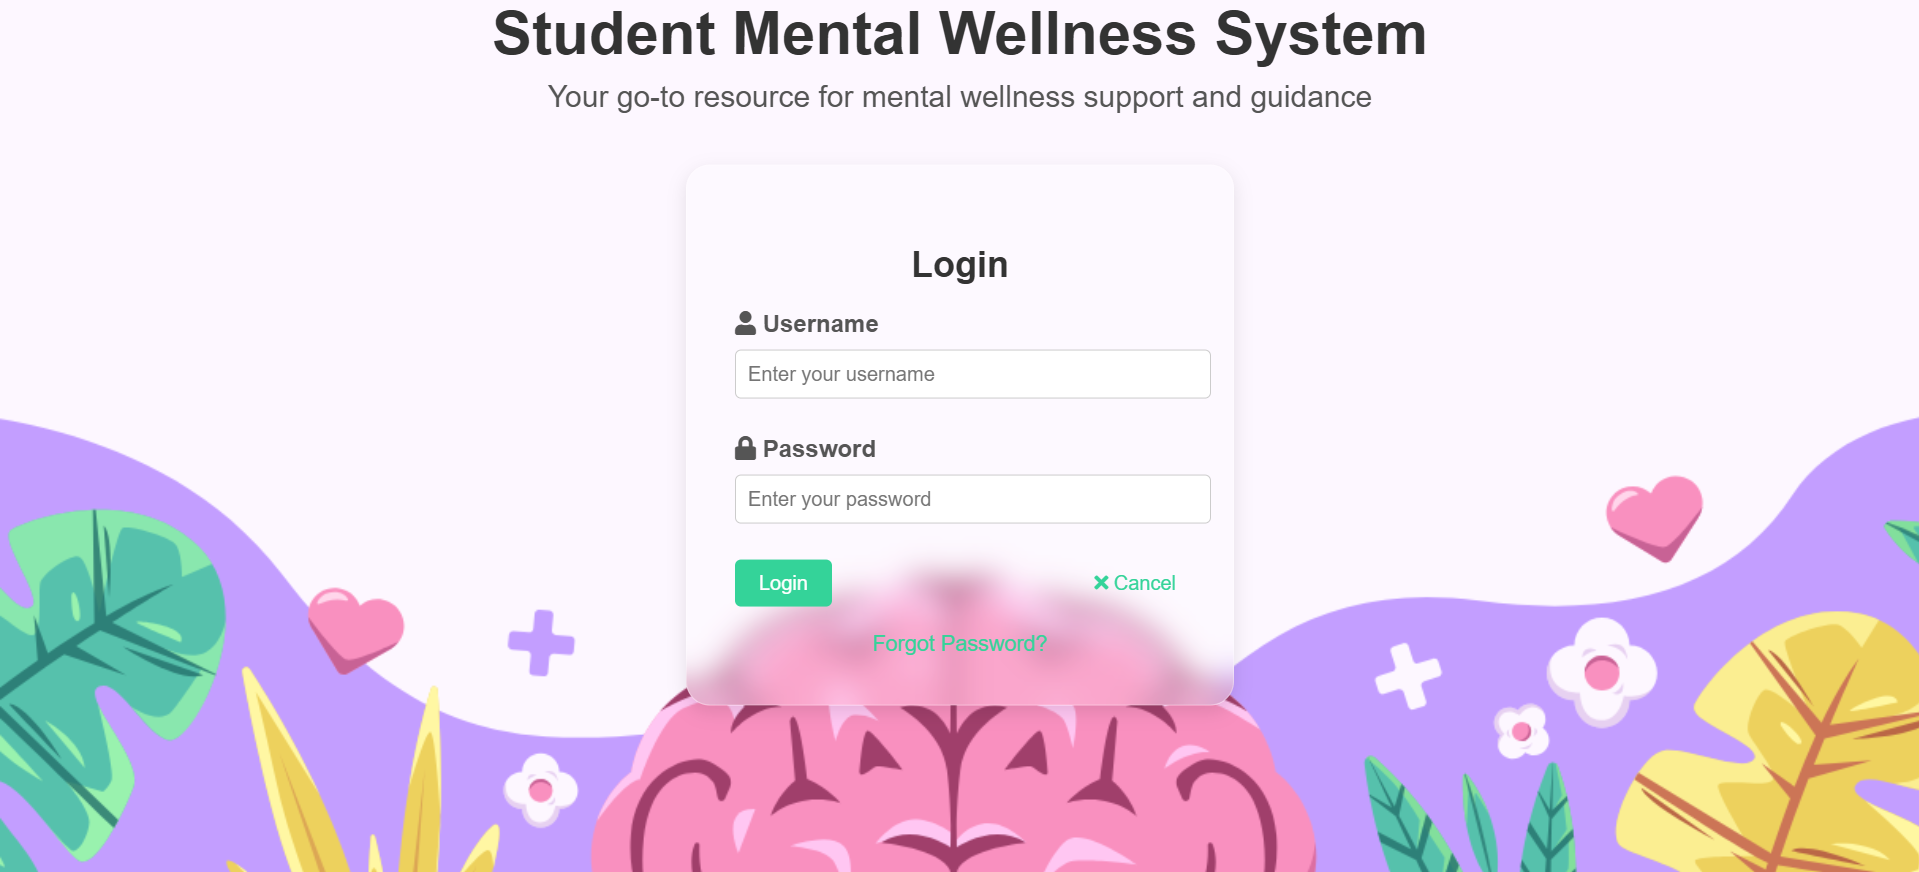 Student Mental Wellness System
Your go-to resource for mental wellness support and guidance
Login
Username
Enter your username
Password
Enter your password
Login
Cancel
Forgot Password?